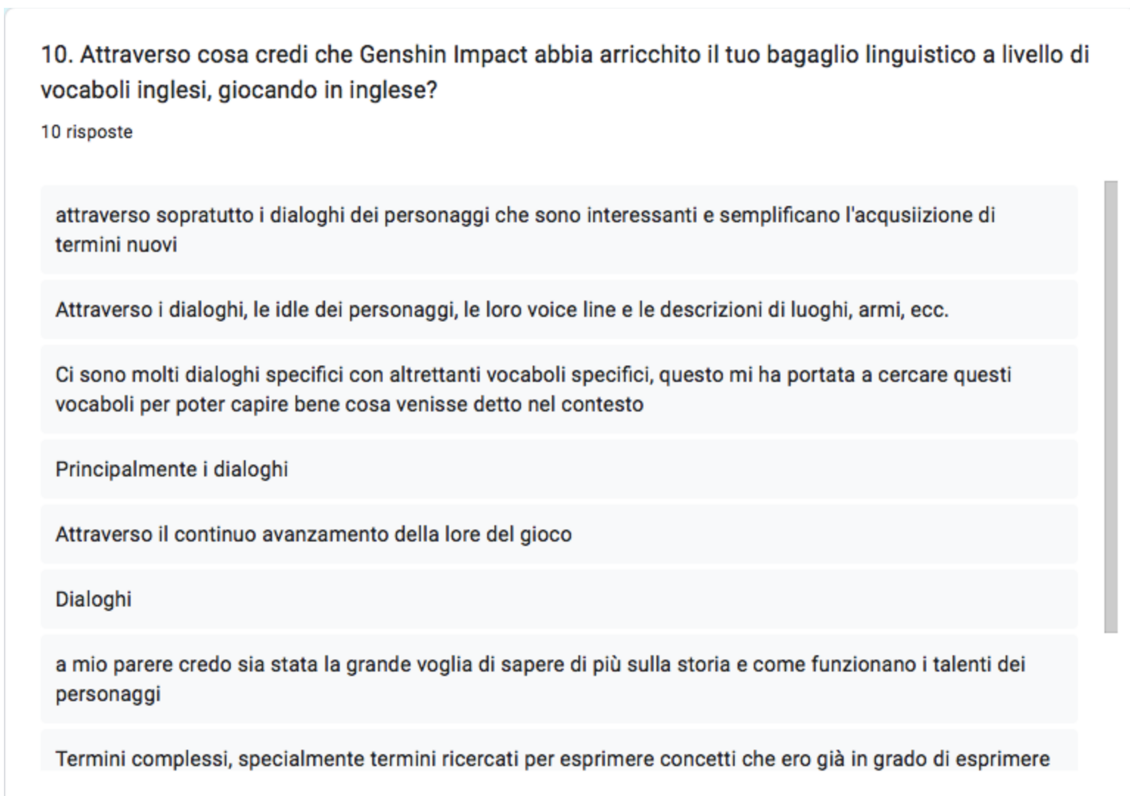 10. Attraverso cosa credi che Genshin Impact abbia arricchito il tuo bagaglio linguistico a livello di
vocaboli inglesi, giocando in inglese?
10 risposte
attraverso sopratutto i dialoghi dei personaggi che sono interessanti e semplificano l'acqusiizione di
termini nuovi
Attraverso i dialoghi, le idle dei personaggi, le loro voice line e le descrizioni di luoghi, armi, ecc.
Ci sono molti dialoghi specifici con altrettanti vocaboli specifici, questo mi ha portata a cercare questi
vocaboli per poter capire bene cosa venisse detto nel contesto
Principalmente i dialoghi
Attraverso il continuo avanzamento della lore del gioco
Dialoghi
a mio parere credo sia stata la grande voglia di sapere di più sulla storia e come funzionano i talenti dei
personaggi
Termini complessi, specialmente termini ricercati per esprimere concetti che ero già in grado di esprimere